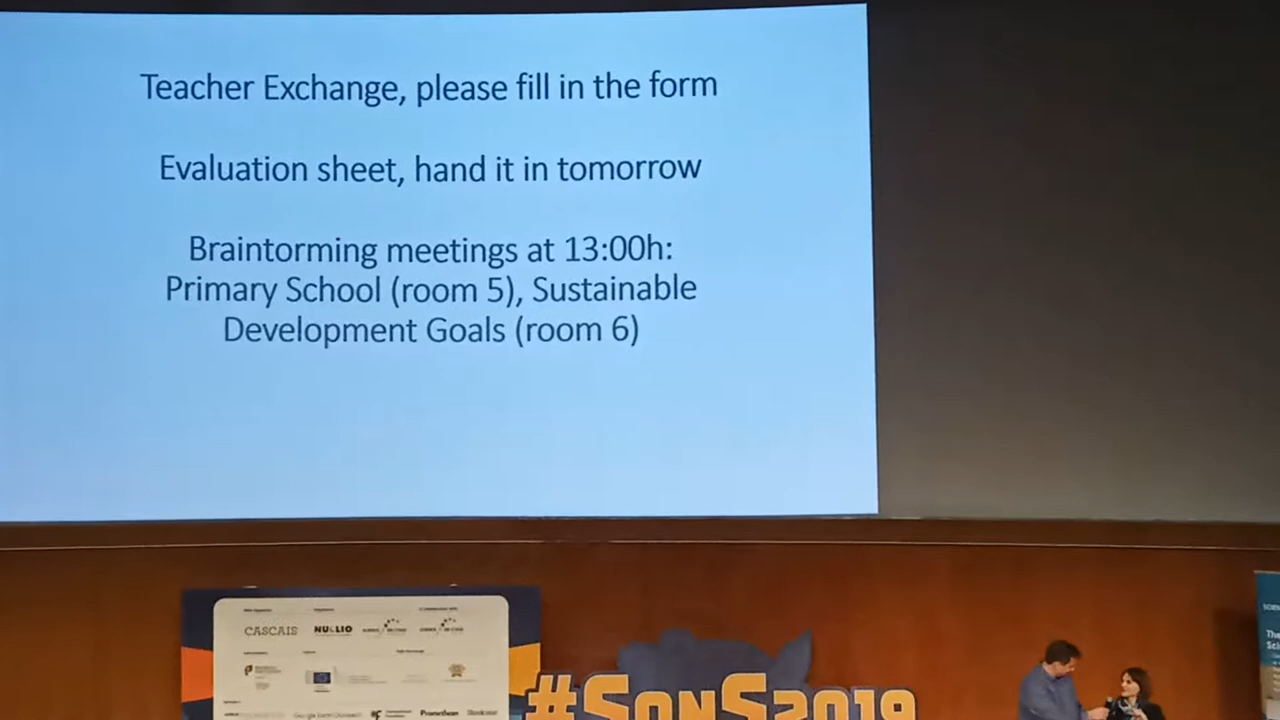 Teacher Exchange, please fill in the form
Evaluation sheet, hand it in tomorrow
Braintorming meetings at 13:00h:
Primary School (room 5), Sustainable
Development Goals (room 6)
CASCAIS
NUCLIO
Promethean
#SONS2019